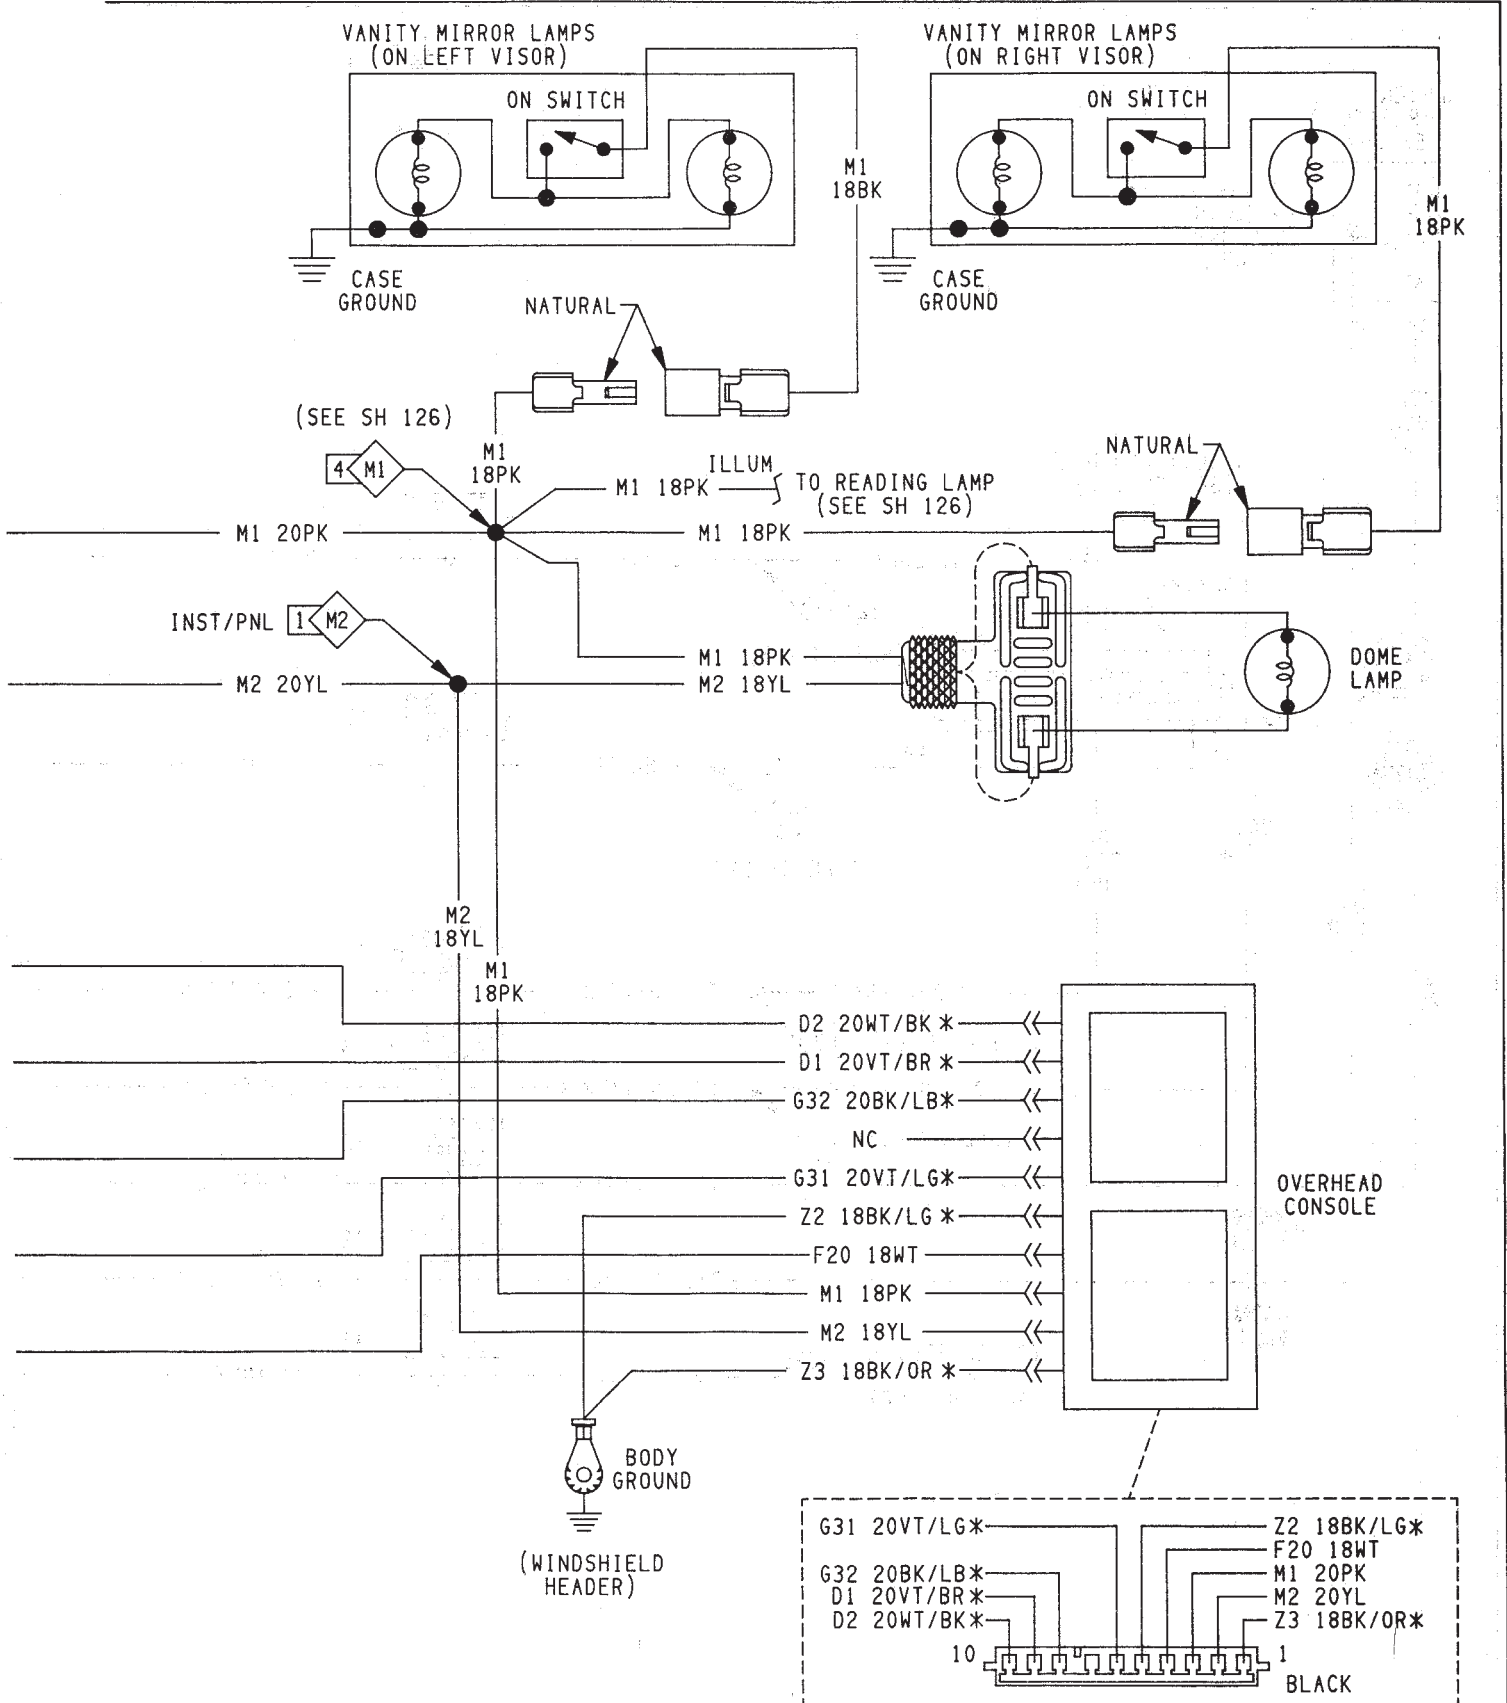 VANITY MIRROR LAMPS
(ON LEFT VISOR)
VANITY MIRROR LAMPS
(ON RIGHT VISOR)
ON SWITCH
ON SWITCH
M1
18BK
M1
18PK
CASE
GROUND
CASE
GROUND
NATURAL
(SEE SH 126)
4
M1
M1
18PK
ILLUM
M1 18PK
TO READING LAMP
(SEE SH 126)
NATURAL
M1 20PK
M1 18PK
INST/PNL
1
M2
M1 18PK
M2 20YL
M2 18YL
DOME
LAMP
M2
18YL
M1
18PK
D2 20WT/BK*
D1 20VT/BR*
G32 20BK/LB*
NC
G31 20VT/LG*
Z2 18BK/LG*
F20 18WT
M1 18PK
M2 18YL
Z3 18BK/OR*
OVERHEAD
CONSOLE
BODY
GROUND
(WINDSHIELD
HEADER)
G31 20VT/LG*
Z2 18BK/LG*
F20 18WT
G32 20BK/LB*
M1 20PK
D1 20VT/BR*
M2 20YL
D2 20WT/BK*
Z3 18BK/OR*
10
1
BLACK